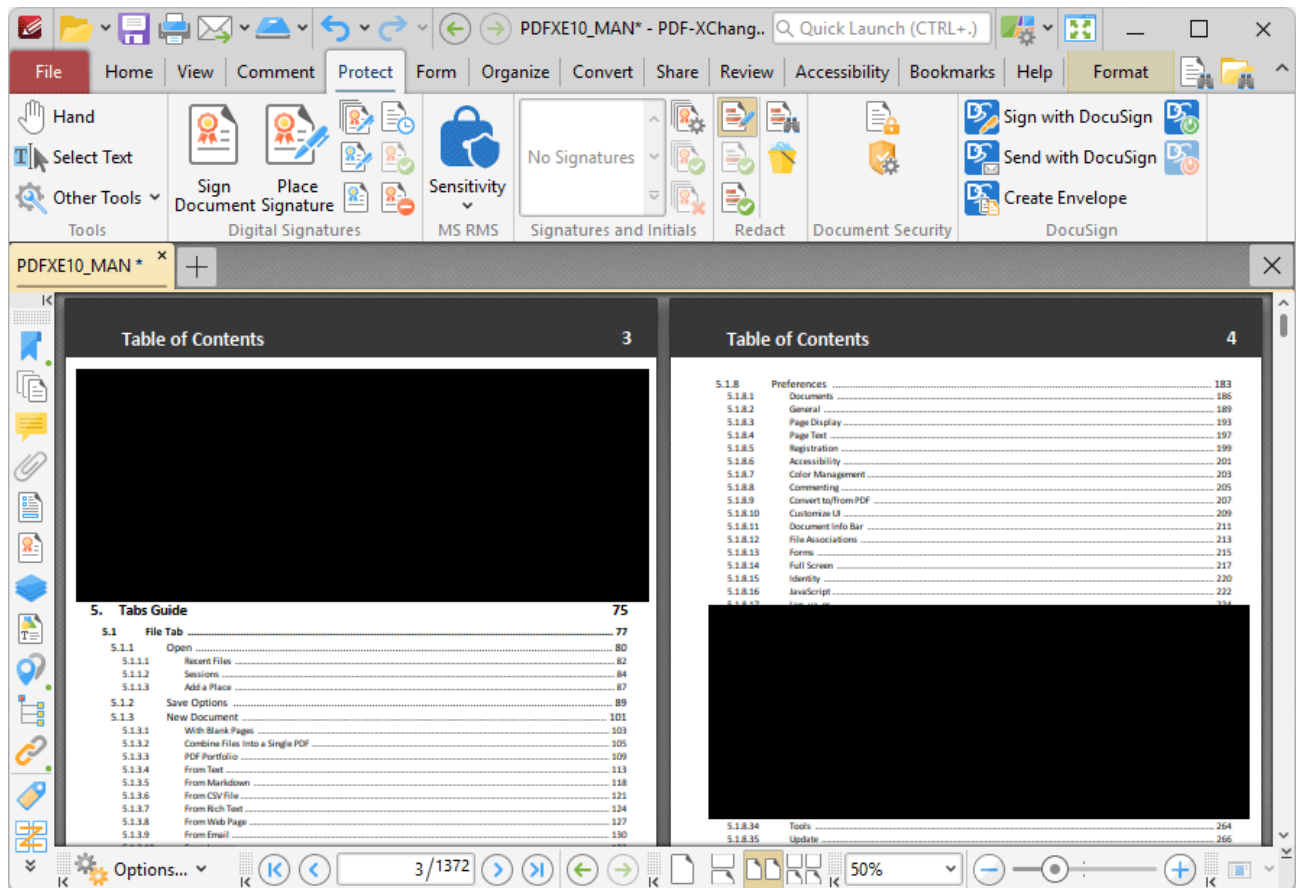 PDFXE10_MAN* - PDF-XChang.. Quick Launch (CTRL+.)
File Home View Comment Protect Form Organize Convert Share Review Accessibility Bookmarks Help Format
Hand
Select Text
Other Tools
Tools
Sign Document
Place Signature
Digital Signatures
Sensitivity
MS RMS
No Signatures
Signatures and Initials
Redact
Document Security
Sign with DocuSign
Send with DocuSign
Create Envelope
DocuSign
PDFXE10_MAN *
Table of Contents 3
5. Tabs Guide 75
5.1 File Tab 77
5.1.1 Open 80
5.1.1.1 Recent Files 82
5.1.1.2 Sessions 84
5.1.1.3 Add a Place 87
5.1.2 Save Options 89
5.1.3 New Document 101
5.1.3.1 With Blank Pages 103
5.1.3.2 Combine Files Into a Single PDF 105
5.1.3.3 PDF Portfolio 109
5.1.3.4 From Text 113
5.1.3.5 From Markdown 118
5.1.3.6 From CSV File 121
5.1.3.7 From Rich Text 124
5.1.3.8 From Web Page 127
5.1.3.9 From Email 130
Table of Contents 4
5.1.8 Preferences 183
5.1.8.1 Documents 186
5.1.8.2 General 189
5.1.8.3 Page Display 193
5.1.8.4 Page Text 197
5.1.8.5 Registration 199
5.1.8.6 Accessibility 201
5.1.8.7 Color Management 203
5.1.8.8 Commenting 205
5.1.8.9 Convert to/from PDF 207
5.1.8.10 Customize UI 209
5.1.8.11 Document Info Bar 211
5.1.8.12 File Associations 213
5.1.8.13 Forms 215
5.1.8.14 Full Screen 217
5.1.8.15 Identity 220
5.1.8.16 JavaScript 222
5.1.8.34 Tools 264
5.1.8.35 Update 266
Options... 3/1372 50%